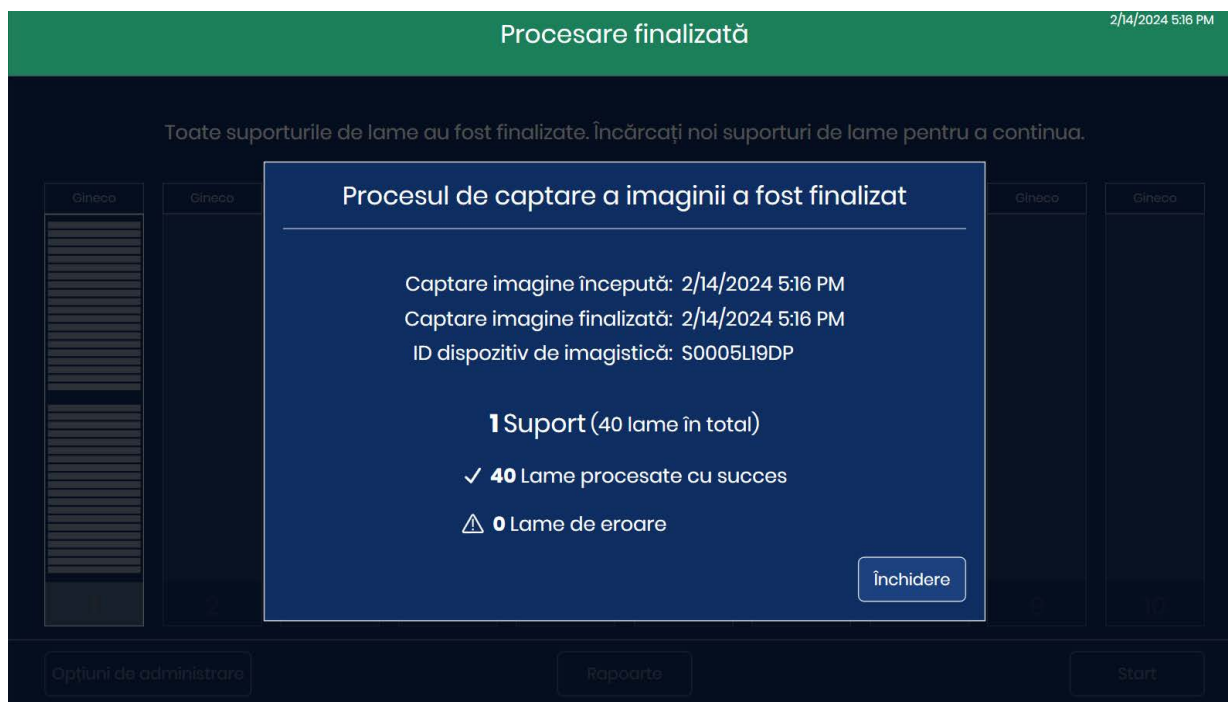 Procesare finalizată
2/14/2024 5:16 PM
Toate suporturile de lame au fost finalizate. Încărcați noi suporturi de lame pentru a continua.
Gineco
Gineco
Gineco
Gineco
Procesul de captare a imaginii a fost finalizat
Captare imagine începută: 2/14/2024 5:16 PM
Captare imagine finalizată: 2/14/2024 5:16 PM
ID dispozitiv de imagistică: S0005L19DP
1 Suport (40 lame în total)
40 Lame procesate cu succes
0 Lame de eroare
Închidere
1
2
9
10
Opțiuni de administrare
Rapoarte
Start